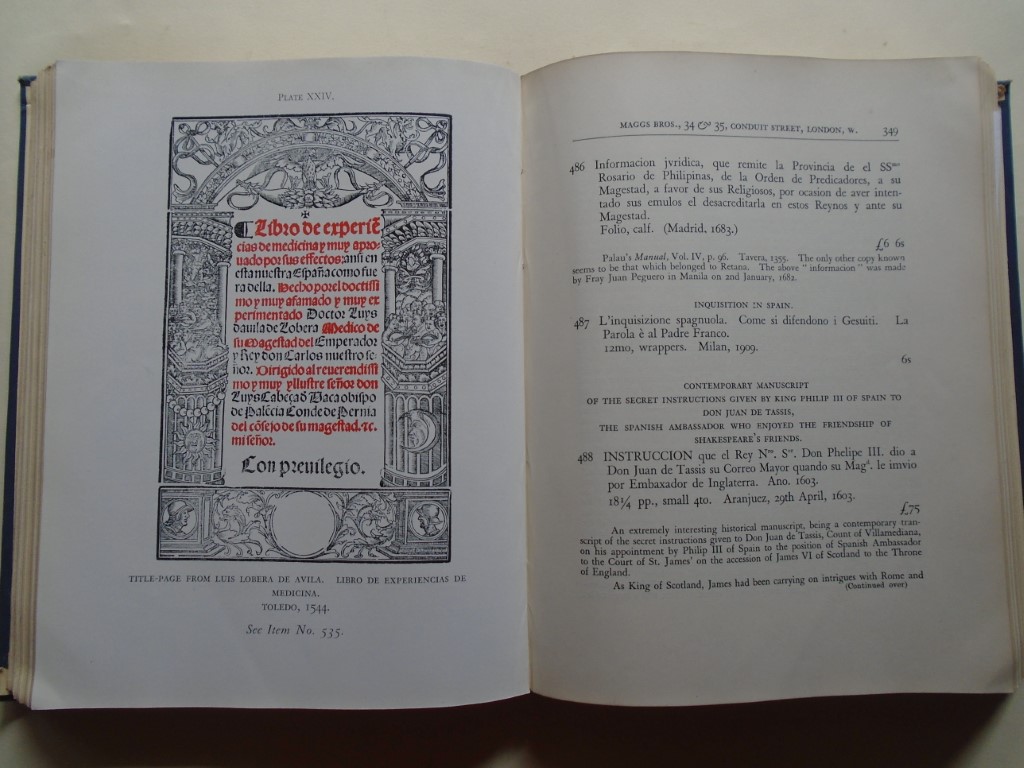 PLATE XXIV.
✠
Libro de experiẽ
cias de medicina y muy apro-
uado por sus effectos: anſi en
esta nuestra España como fue
ra della. Hecho por el doctiſſi
mo y muy afamado y muy ex
perimentado Doctor Luys
dauila de Lobera Medico de
su Magestad del Emperador
y Rey don Carlos nuestro se-
ñor. Dirigido al reuerendiſſi
mo y muy yllustre señor don
Luys Cabeça đ Vaca obispo
de Palẽcia Conde de Pernia
del cõsejo de su magestad. ⁊c.
mi señor.
Con preuilegio.
TITLE-PAGE FROM LUIS LOBERA DE AVILA. LIBRO DE EXPERIENCIAS DE
MEDICINA.
TOLEDO, 1544.
See Item No. 535.
MAGGS BROS., 34 & 35, CONDUIT STREET, LONDON, W. 349
486 Informacion jvridica, que remite la Provincia de el SSmo
Rosario de Philipinas, de la Orden de Predicadores, a su
Magestad, a favor de sus Religiosos, por ocasion de aver inten-
tado sus emulos el desacreditarla en estos Reynos y ante su
Magestad.
Folio, calf. (Madrid, 1683.)
£6 6s
Palau's Manual, Vol. IV, p. 96. Tavera, 1355. The only other copy known
seems to be that which belonged to Retana. The above "informacion" was made
by Fray Juan Peguero in Manila on 2nd January, 1682.
INQUISITION IN SPAIN.
487 L'inquisizione spagnuola. Come si difendono i Gesuiti. La
Parola è al Padre Franco.
12mo, wrappers. Milan, 1909.
6s
CONTEMPORARY MANUSCRIPT
OF THE SECRET INSTRUCTIONS GIVEN BY KING PHILIP III OF SPAIN TO
DON JUAN DE TASSIS,
THE SPANISH AMBASSADOR WHO ENJOYED THE FRIENDSHIP OF
SHAKESPEARE'S FRIENDS.
488 INSTRUCCION que el Rey Nro. Sr. Don Phelipe III. dio a
Don Juan de Tassis su Correo Mayor quando su Magd. le imvio
por Embaxador de Inglaterra. Ano. 1603.
18¼ pp., small 4to. Aranjuez, 29th April, 1603.
£75
An extremely interesting historical manuscript, being a contemporary tran-
script of the secret instructions given to Don Juan de Tassis, Count of Villamediana,
on his appointment by Philip III of Spain to the position of Spanish Ambassador
to the Court of St. James' on the accession of James VI of Scotland to the Throne
of England.
As King of Scotland, James had been carrying on intrigues with Rome and
(Continued over)